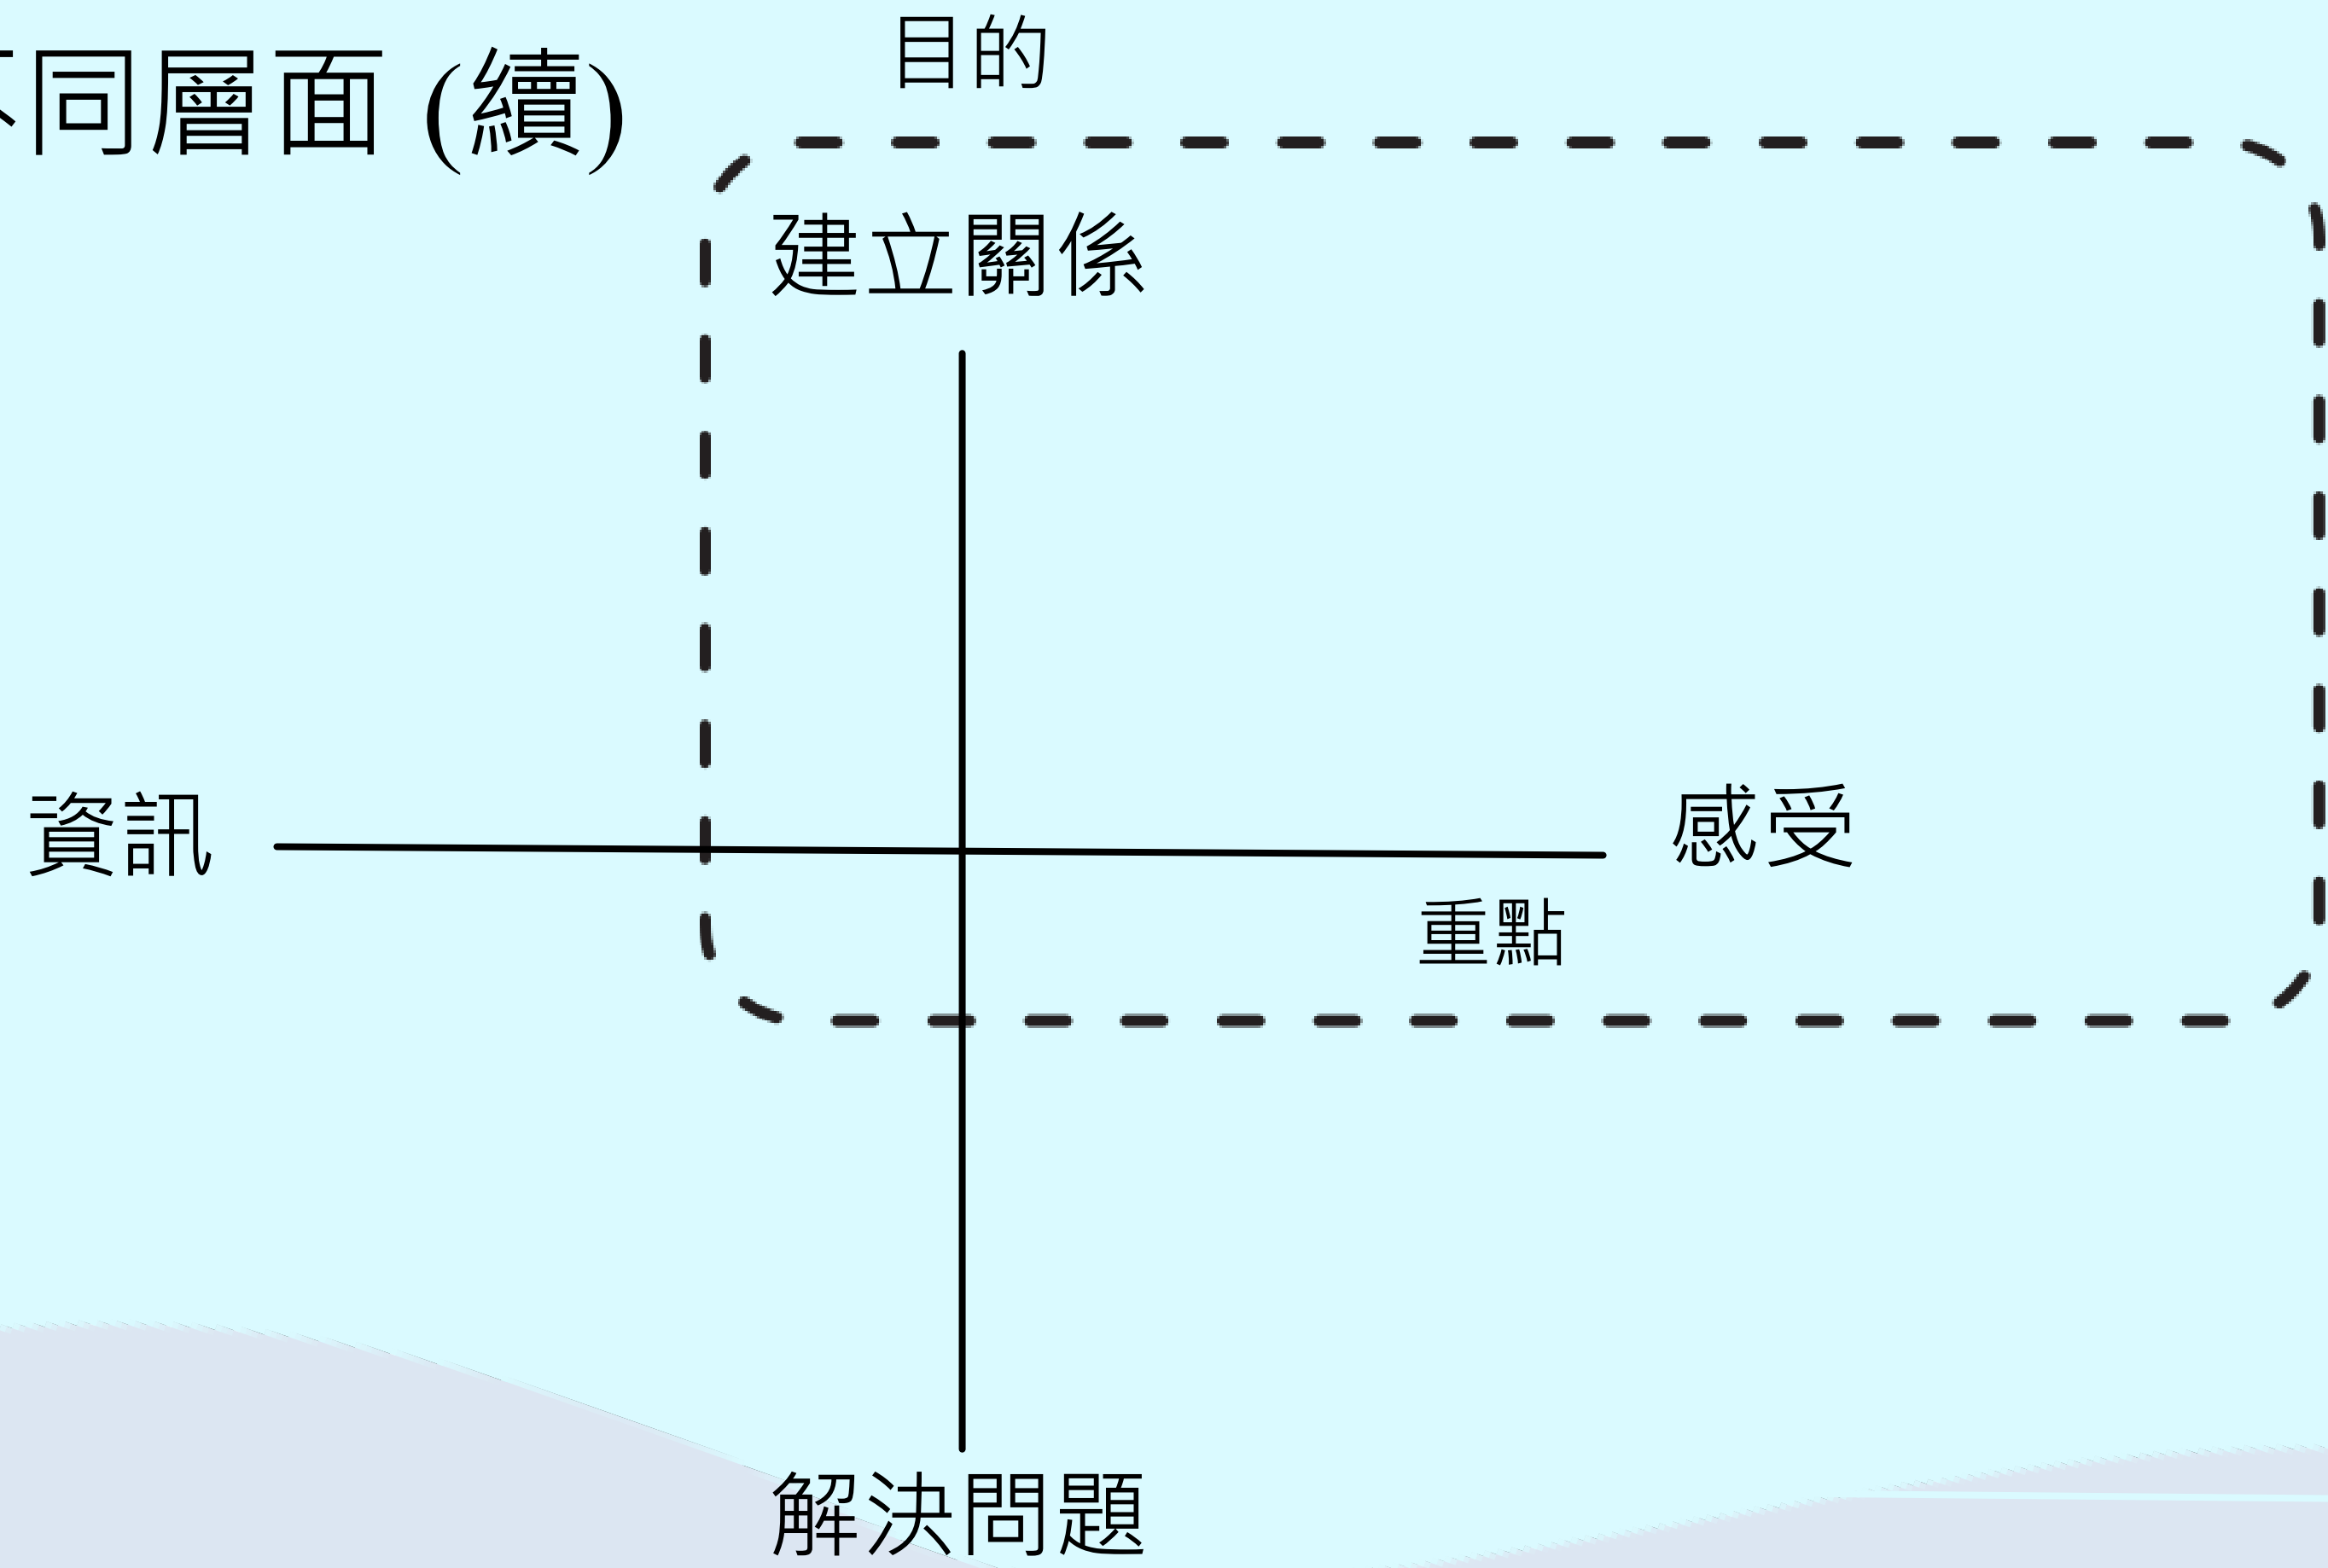 目的
不同層面 (續)
建立關係
資訊
感受
重點
解決問題